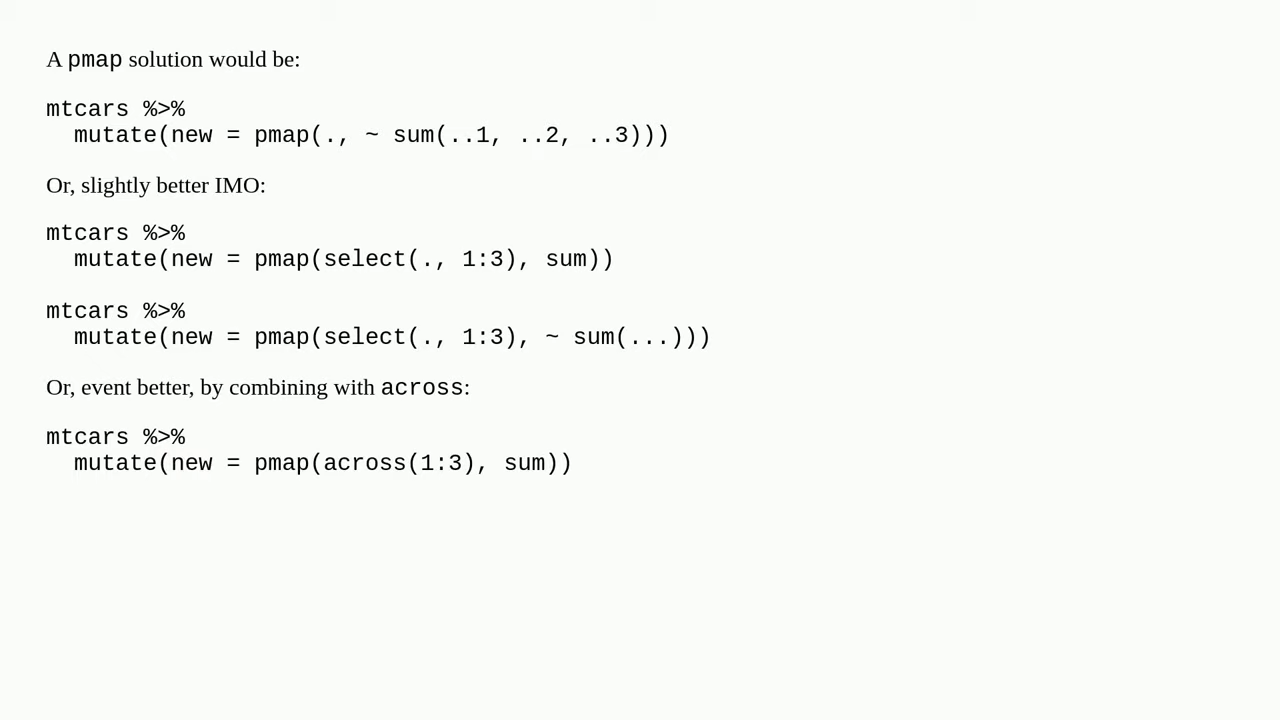 A pmap solution would be:
mtcars %>%
  mutate(new = pmap(., ~ sum(..1, ..2, ..3)))
Or, slightly better IMO:
mtcars %>%
  mutate(new = pmap(select(., 1:3), sum))
mtcars %>%
  mutate(new = pmap(select(., 1:3), ~ sum(...)))
Or, event better, by combining with across:
mtcars %>%
  mutate(new = pmap(across(1:3), sum))